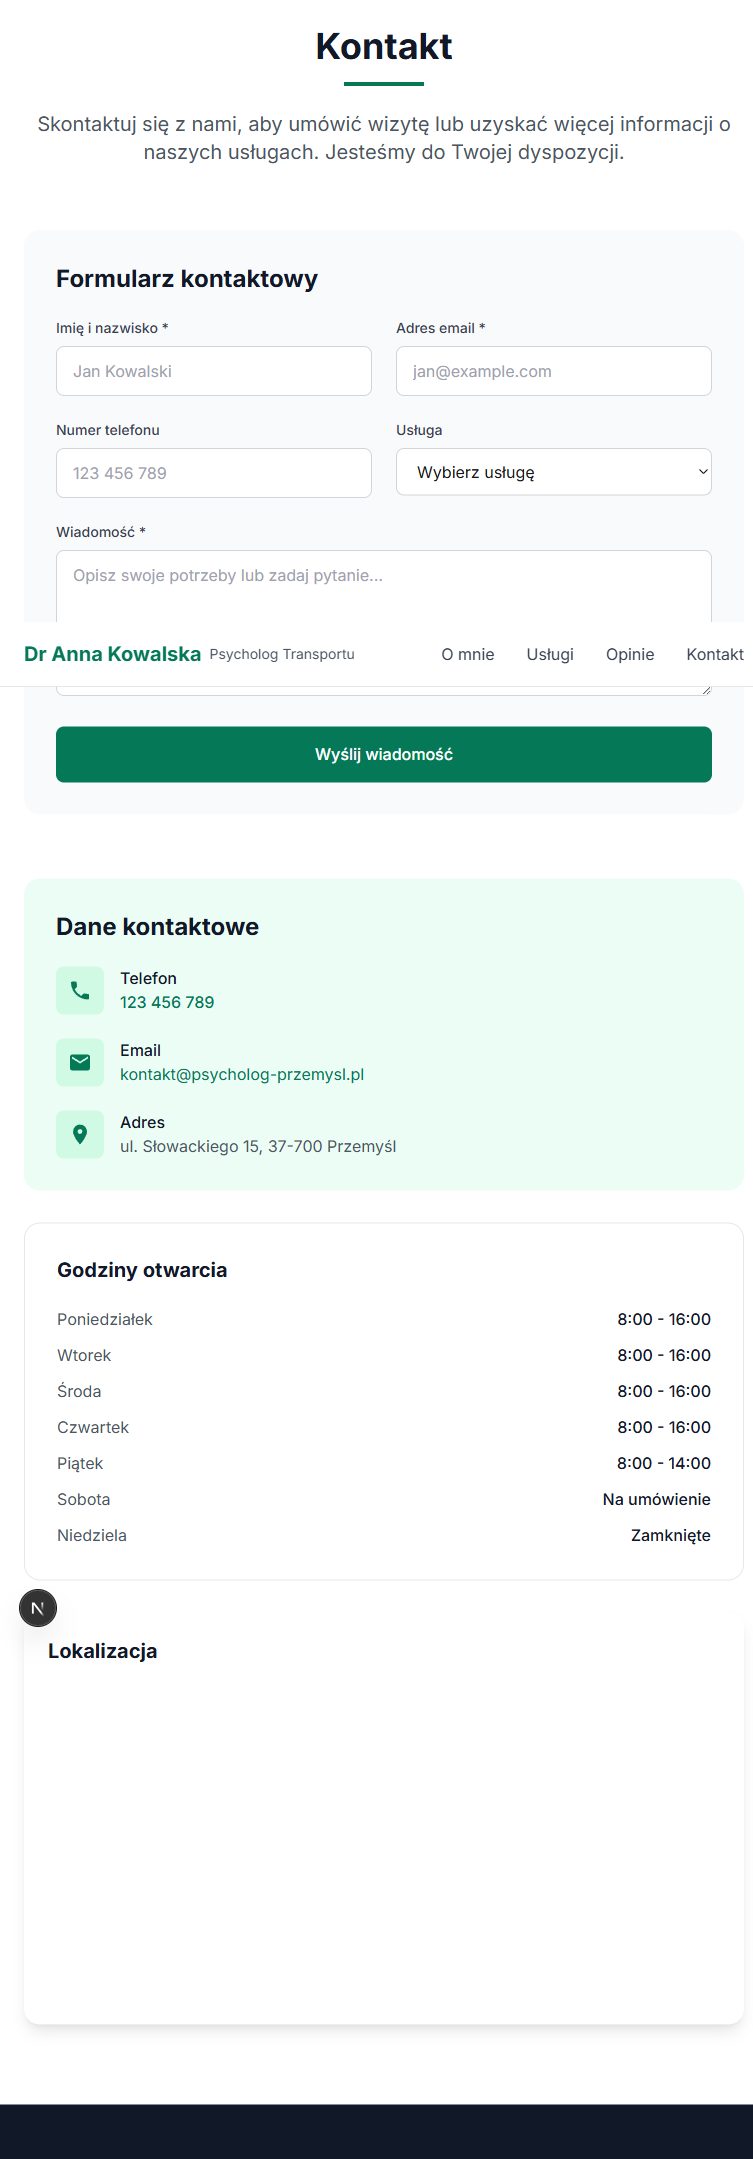 Kontakt
Skontaktuj się z nami, aby umówić wizytę lub uzyskać więcej informacji o
naszych usługach. Jesteśmy do Twojej dyspozycji.
Formularz kontaktowy
Imię i nazwisko *
Adres email *
Jan Kowalski
jan@example.com
Numer telefonu
Usługa
123 456 789
Wybierz usługę
Wiadomość *
Opisz swoje potrzeby lub zadaj pytanie...
Dr Anna Kowalska Psycholog Transportu
O mnie
Usługi
Opinie
Kontakt
Wyślij wiadomość
Dane kontaktowe
Telefon
123 456 789
Email
kontakt@psycholog-przemysl.pl
Adres
ul. Słowackiego 15, 37-700 Przemyśl
Godziny otwarcia
Poniedziałek 8:00 - 16:00
Wtorek 8:00 - 16:00
Środa 8:00 - 16:00
Czwartek 8:00 - 16:00
Piątek 8:00 - 14:00
Sobota Na umówienie
Niedziela Zamknięte
N
Lokalizacja